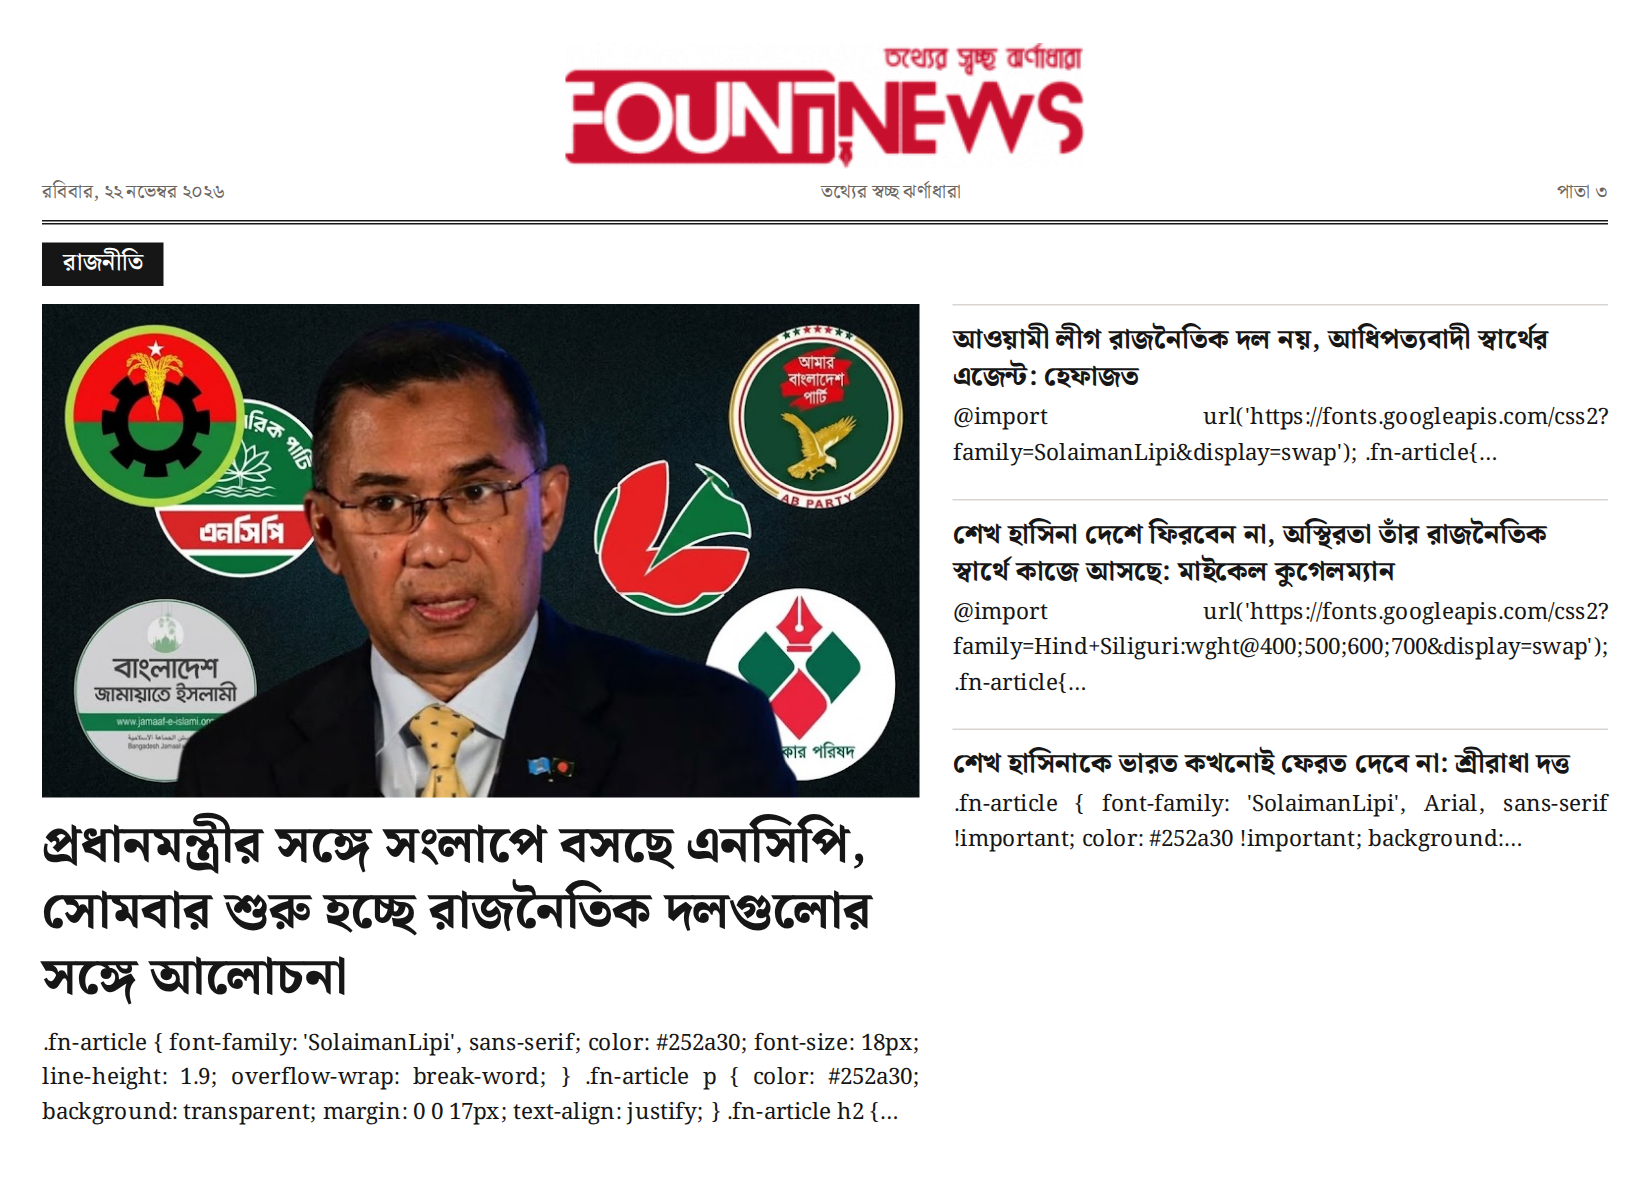 তথ্যের স্বচ্ছ ঝর্ণাধারা
FOUNTNEWS
রবিবার, ২২ নভেম্বর ২০২৬
তথ্যের স্বচ্ছ ঝর্ণাধারা
পাতা ৩
রাজনীতি
রিক পার্টি
এনসিপি
আমার
বাংলাদেশ
পার্টি
AB PARTY
বাংলাদেশ
জামায়াতে ইসলামী
www.jamaat-e-islami.org
Bangladesh Jamaat-e
কার পরিষদ
প্রধানমন্ত্রীর সঙ্গে সংলাপে বসছে এনসিপি,
সোমবার শুরু হচ্ছে রাজনৈতিক দলগুলোর
সঙ্গে আলোচনা
.fn-article { font-family: 'SolaimanLipi', sans-serif; color: #252a30; font-size: 18px;
line-height: 1.9; overflow-wrap: break-word; } .fn-article p { color: #252a30;
background: transparent; margin: 0 0 17px; text-align: justify; } .fn-article h2 {...
আওয়ামী লীগ রাজনৈতিক দল নয়, আধিপত্যবাদী স্বার্থের
এজেন্ট: হেফাজত
@import url('https://fonts.googleapis.com/css2?
family=SolaimanLipi&display=swap'); .fn-article{...
শেখ হাসিনা দেশে ফিরবেন না, অস্থিরতা তাঁর রাজনৈতিক
স্বার্থে কাজে আসছে: মাইকেল কুগেলম্যান
@import url('https://fonts.googleapis.com/css2?
family=Hind+Siliguri:wght@400;500;600;700&display=swap');
.fn-article{...
শেখ হাসিনাকে ভারত কখনোই ফেরত দেবে না: শ্রীরাধা দত্ত
.fn-article { font-family: 'SolaimanLipi', Arial, sans-serif
!important; color: #252a30 !important; background:...